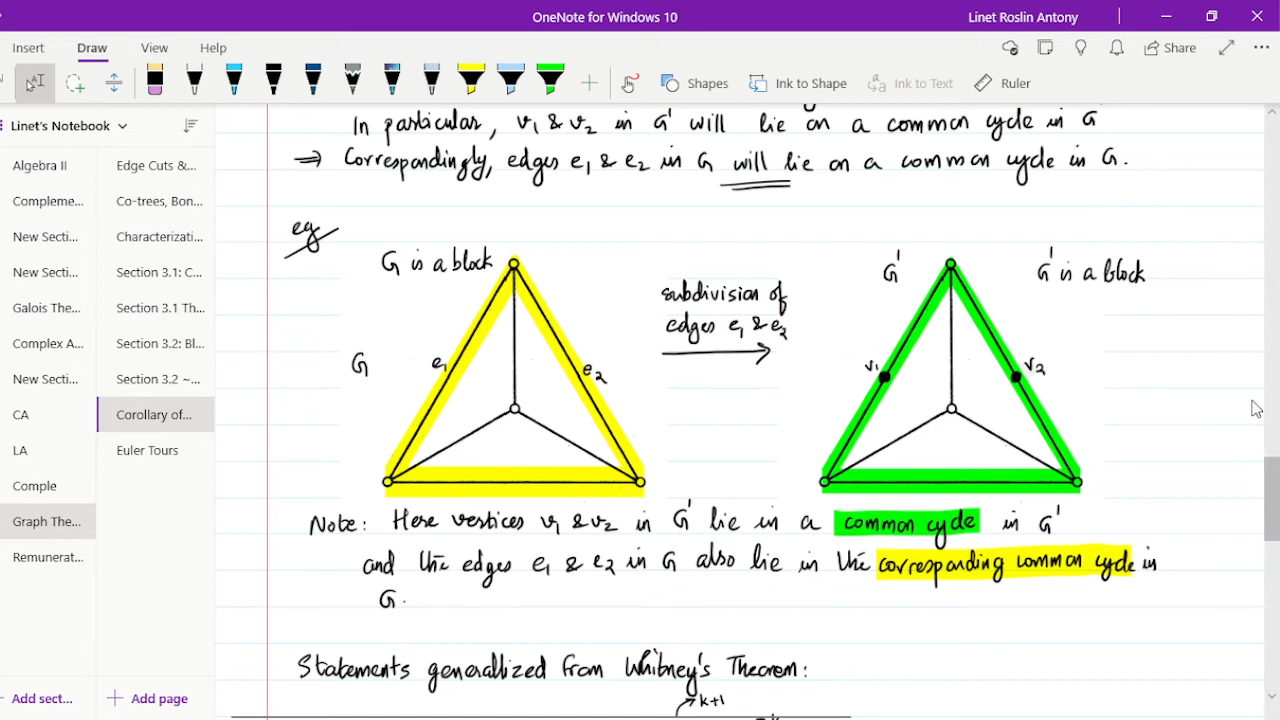 OneNote for Windows 10
Linet Roslin Antony
Insert
Draw
View
Help
Share
Shapes
Ink to Shape
Ink to Text
Ruler
Linet's Notebook
Algebra II
Compleme...
New Secti...
New Secti...
Galois The...
Complex A...
New Secti...
CA
LA
Comple
Graph The...
Remunerat...
Add sect...
Edge Cuts &...
Co-trees, Bon...
Characterizati...
Section 3.1: C...
Section 3.1 Th...
Section 3.2: Bl...
Section 3.2 ~...
Corollary of...
Euler Tours
Add page
In particular, v1 & v2 in G' will lie on a common cycle in G'
⇒ Correspondingly, edges e1 & e2 in G will lie on a common cycle in G.
eg
G is a block
G
e1
e2
subdivision of
edges e1 & e2
G'
G' is a block
v1
v2
Note: Here vertices v1 & v2 in G' lie in a common cycle in G'
and the edges e1 & e2 in G also lie in the corresponding common cycle in
G.
Statements generallized from Whitney's Theorem:
k+1